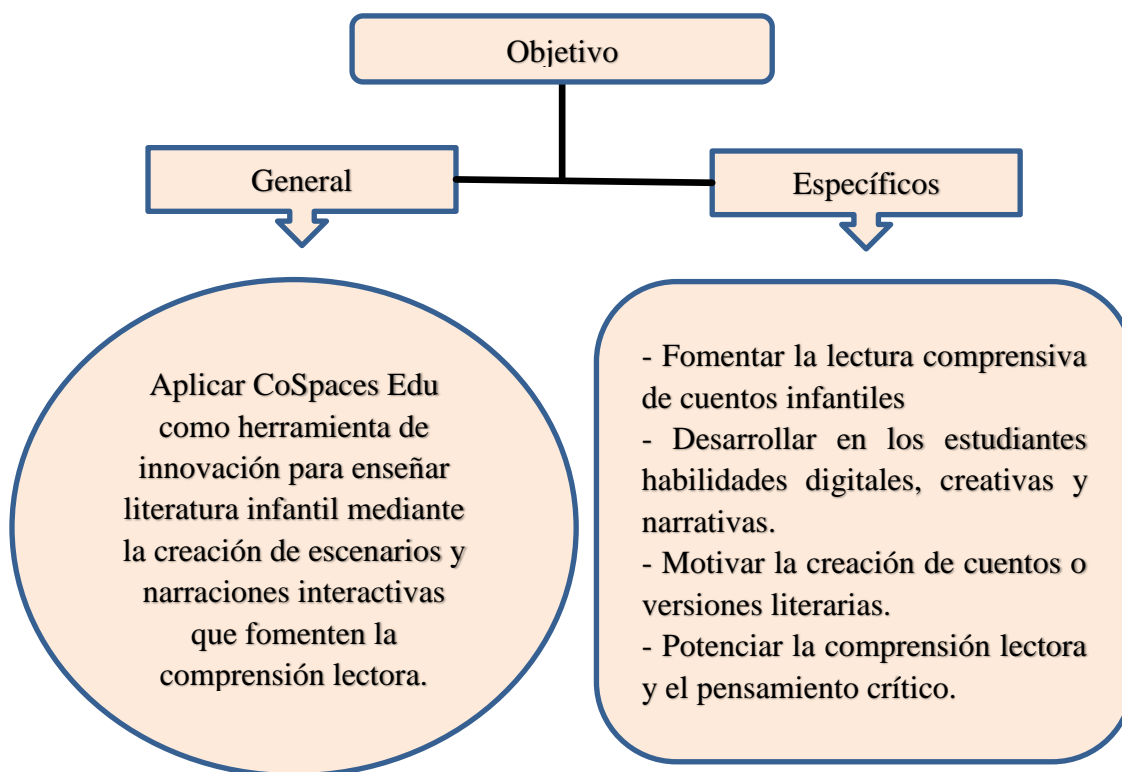 Objetivo
General
Específicos
Aplicar CoSpaces Edu
como herramienta de
innovación para enseñar
literatura infantil mediante
la creación de escenarios y
narraciones interactivas
que fomenten la
comprensión lectora.
- Fomentar la lectura comprensiva
de cuentos infantiles
- Desarrollar en los estudiantes
habilidades digitales, creativas y
narrativas.
- Motivar la creación de cuentos o
versiones literarias.
- Potenciar la comprensión lectora
y el pensamiento crítico.